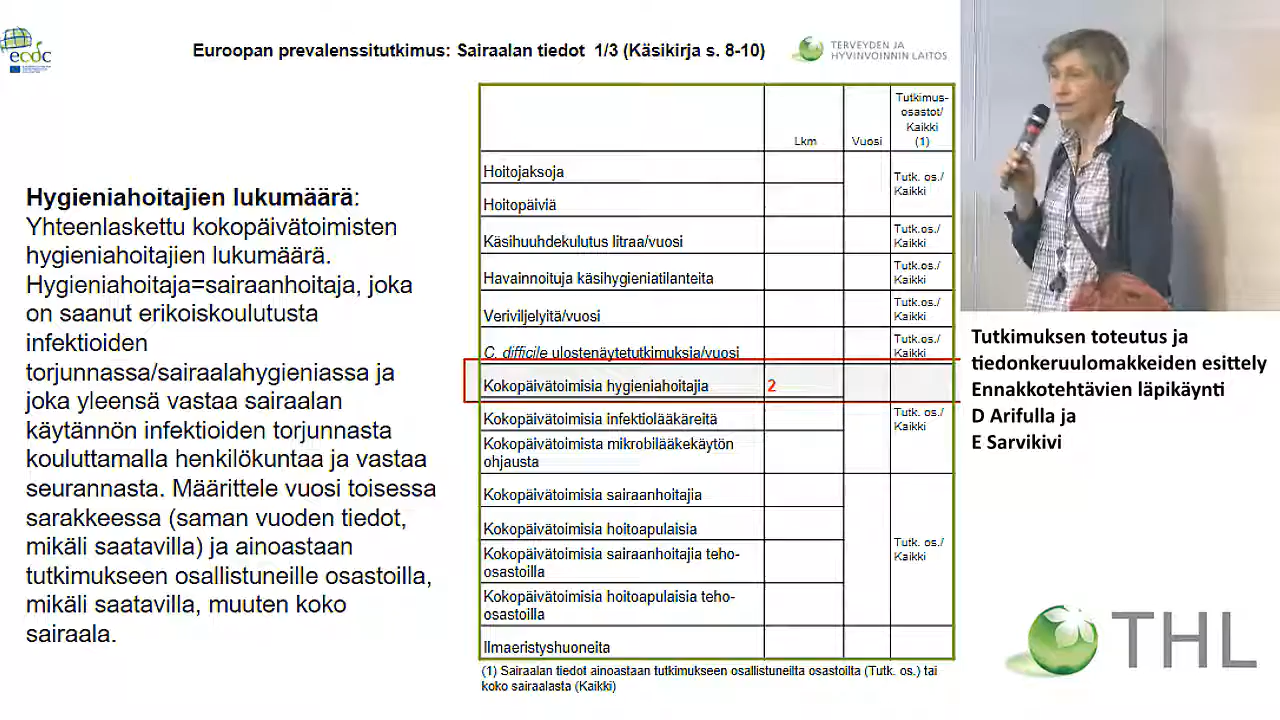 ecdc
Euroopan prevalenssitutkimus: Sairaalan tiedot 1/3 (Käsikirja s. 8-10)
TERVEYDEN JA
HYVINVOINNIN LAITOS
Hygieniahoitajien lukumäärä:
Yhteenlaskettu kokopäivätoimisten
hygieniahoitajien lukumäärä.
Hygieniahoitaja=sairaanhoitaja, joka
on saanut erikoiskoulutusta
infektioiden
torjunnassa/sairaalahygieniassa ja
joka yleensä vastaa sairaalan
käytännön infektioiden torjunnasta
kouluttamalla henkilökuntaa ja vastaa
seurannasta. Määrittele vuosi toisessa
sarakkeessa (saman vuoden tiedot,
mikäli saatavilla) ja ainoastaan
tutkimukseen osallistuneille osastoilla,
mikäli saatavilla, muuten koko
sairaala.
Lkm
Vuosi
Tutkimus-
osastot/
Kaikki
(1)
Hoitojaksoja
Tutk. os./
Kaikki
Hoitopäiviä
Käsihuuhdekulutus litraa/vuosi
Tutk.os./
Kaikki
Havainnoituja käsihygieniatilanteita
Tutk.os./
Kaikki
Veriviljelyitä/vuosi
Tutk.os./
Kaikki
C. difficile ulostenäytetutkimuksia/vuosi
Tutk.os./
Kaikki
Kokopäivätoimisia hygieniahoitajia
2
Kokopäivätoimisia infektiolääkäreitä
Tutk. os./
Kaikki
Kokopäivätoimista mikrobilääkekäytön
ohjausta
Kokopäivätoimisia sairaanhoitajia
Kokopäivätoimisia hoitoapulaisia
Kokopäivätoimisia sairaanhoitajia teho-
osastoilla
Tutk. os./
Kaikki
Kokopäivätoimisia hoitoapulaisia teho-
osastoilla
Ilmaeristyshuoneita
(1) Sairaalan tiedot ainoastaan tutkimukseen osallistuneilta osastoilta (Tutk. os.) tai
koko sairaalasta (Kaikki)
Tutkimuksen toteutus ja
tiedonkeruulomakkeiden esittely
Ennakkotehtävien läpikäynti
D Arifulla ja
E Sarvikivi
THL